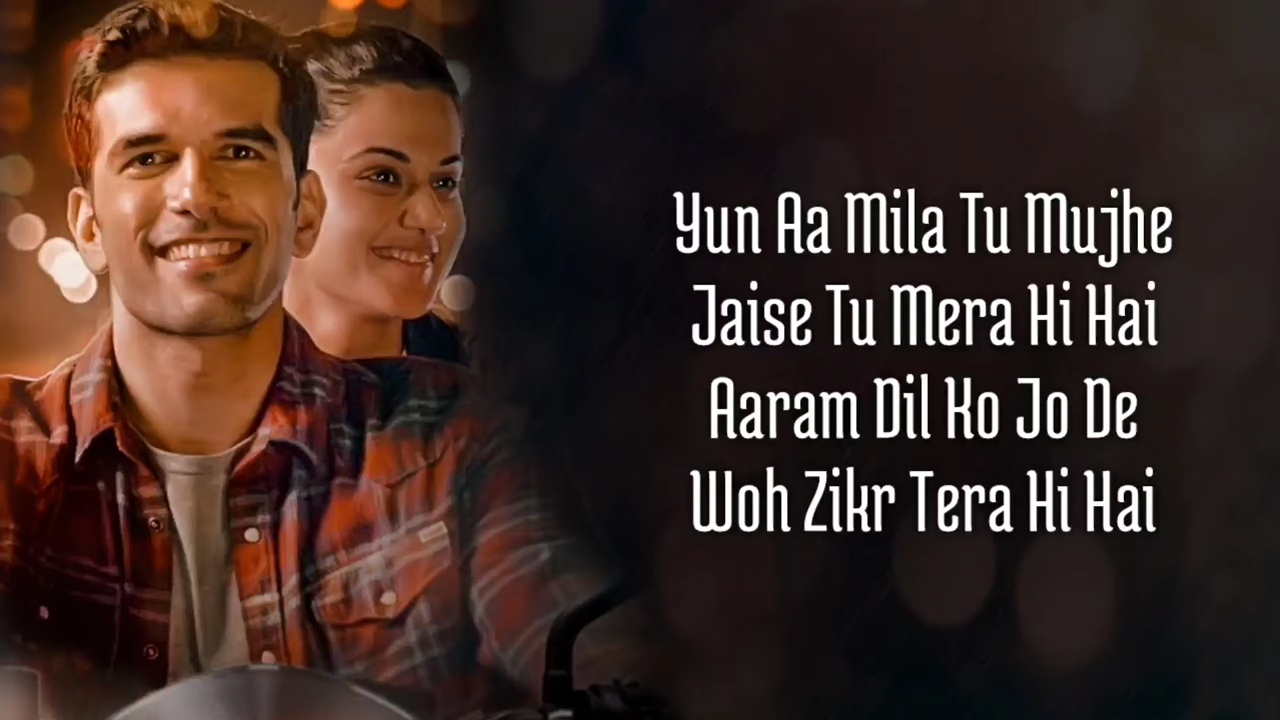 Yun Aa Mila Tu Mujhe
Jaise Tu Mera Hi Hai
Aaram Dil Ko Jo De
Woh Zikr Tera Hi Hai